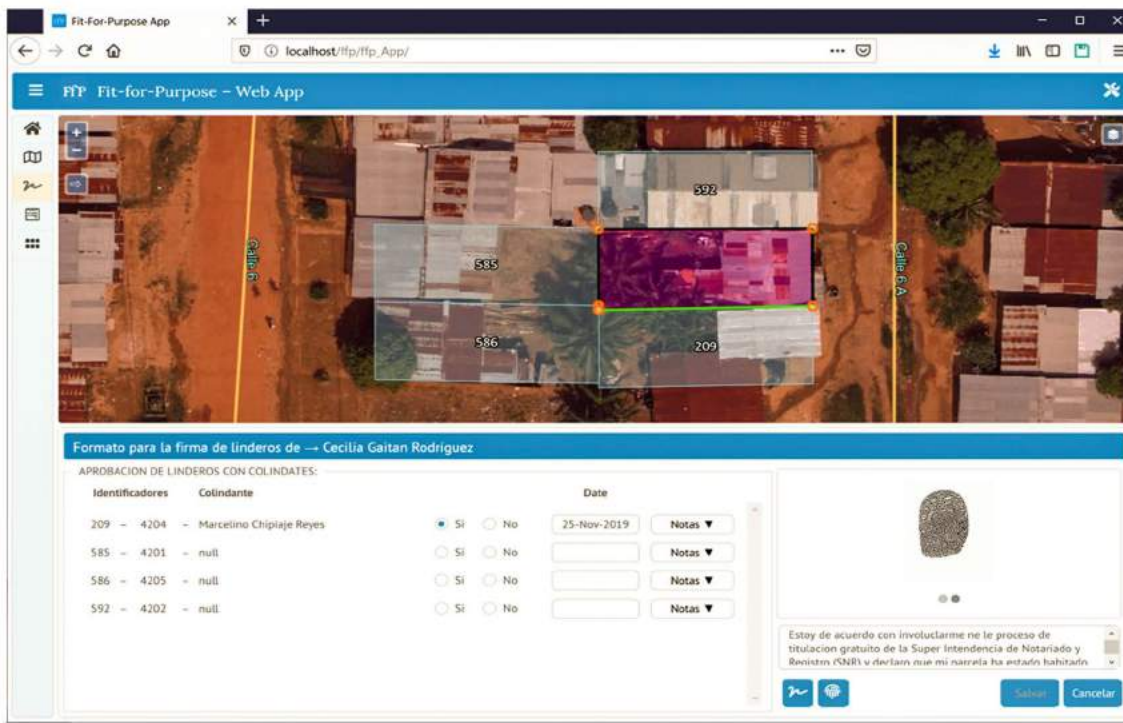 Fit-For-Purpose App
localhost/ffp/ffp_App/
FfP Fit-for-Purpose – Web App
592
585
Calle 6
Calle 6 A
586
209
Formato para la firma de linderos de → Cecilia Gaitan Rodriguez
APROBACION DE LINDEROS CON COLINDATES:
Identificadores Colindante Date
209 – 4204 – Marcelino Chipiaje Reyes Si No 25-Nov-2019 Notas ▼
585 – 4201 – null Si No Notas ▼
586 – 4205 – null Si No Notas ▼
592 – 4202 – null Si No Notas ▼
Estoy de acuerdo con involuclarme ne le proceso de
titulacion gratuito de la Super Intendencia de Notariado y
Registro (SNR) y declaro que mi parcela ha estado habitado
Salvar Cancelar